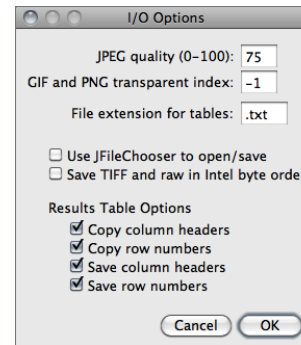 I/O Options
JPEG quality (0-100): 75
GIF and PNG transparent index: -1
File extension for tables: .txt
Use JFileChooser to open/save
Save TIFF and raw in Intel byte orde
Results Table Options
Copy column headers
Copy row numbers
Save column headers
Save row numbers
Cancel OK